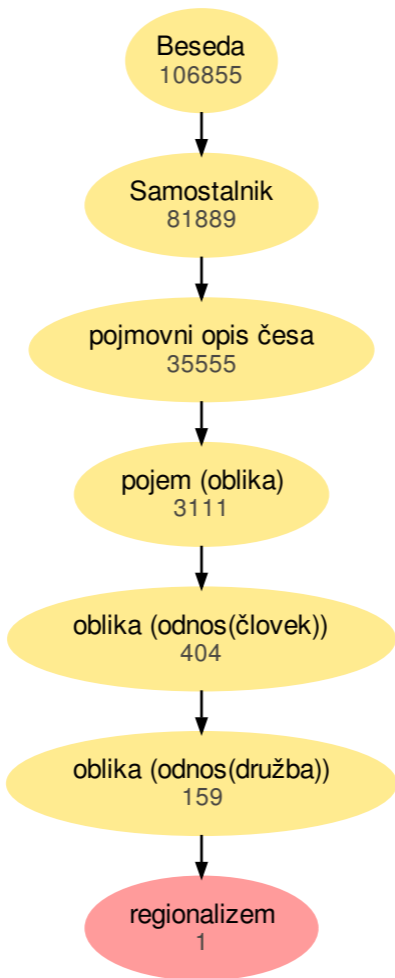 Beseda
106855
Samostalnik
81889
pojmovni opis česa
35555
pojem (oblika)
3111
oblika (odnos(človek))
404
oblika (odnos(družba))
159
regionalizem
1